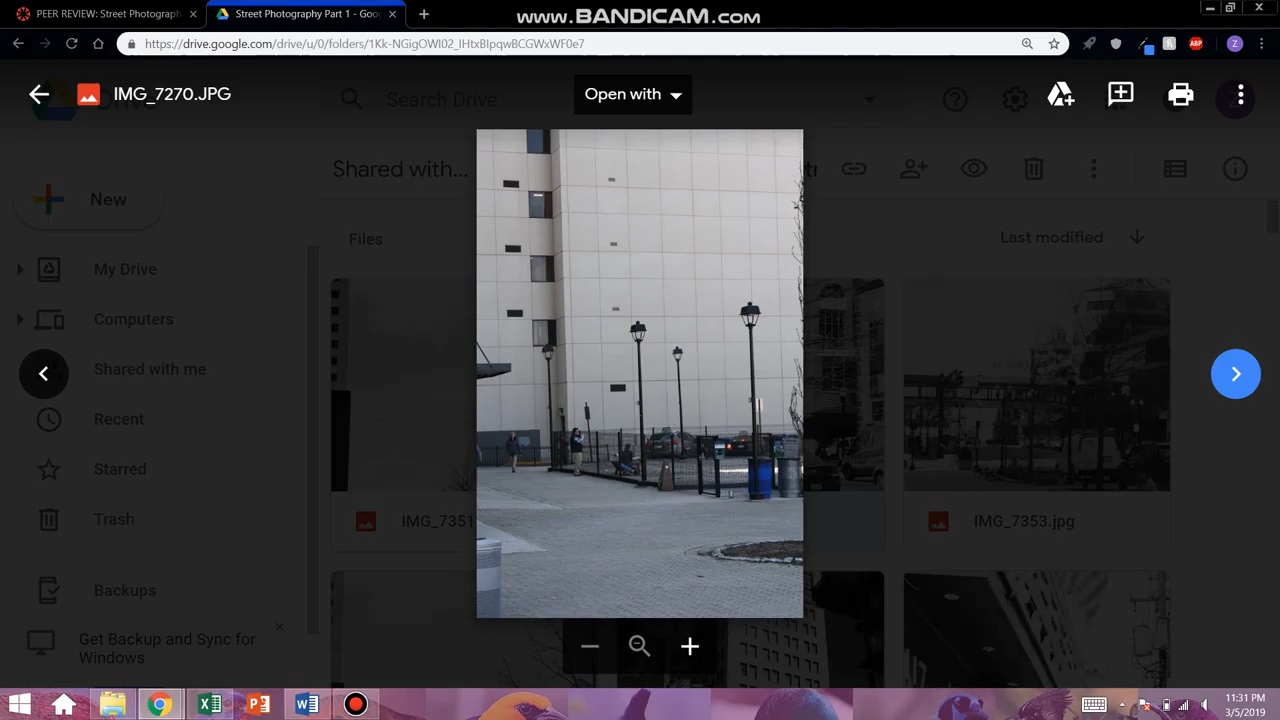 PEER REVIEW: Street Photograph
Street Photography Part 1 - Goo
www.BANDICAM.com
https://drive.google.com/drive/u/0/folders/1Kk-NGigOWI02_IHtxBIpqwBCGWxWF0e7
ABP
Z
IMG_7270.JPG
Open with
Search Drive
Shared with...
New
Files
Last modified
My Drive
Computers
Shared with me
Recent
Starred
Trash
IMG_7351
IMG_7353.jpg
Backups
Get Backup and Sync for
Windows
11:31 PM
3/5/2019